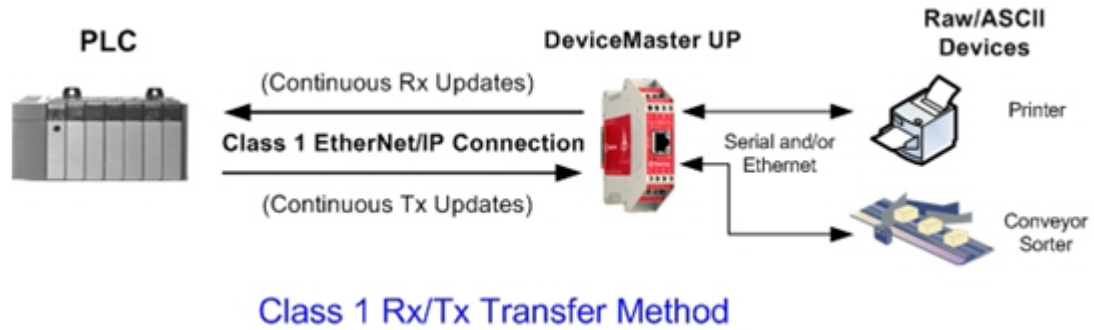 PLC
DeviceMaster UP
Raw/ASCII
Devices
(Continuous Rx Updates)
Class 1 EtherNet/IP Connection
(Continuous Tx Updates)
Serial and/or
Ethernet
Printer
Conveyor
Sorter
Class 1 Rx/Tx Transfer Method